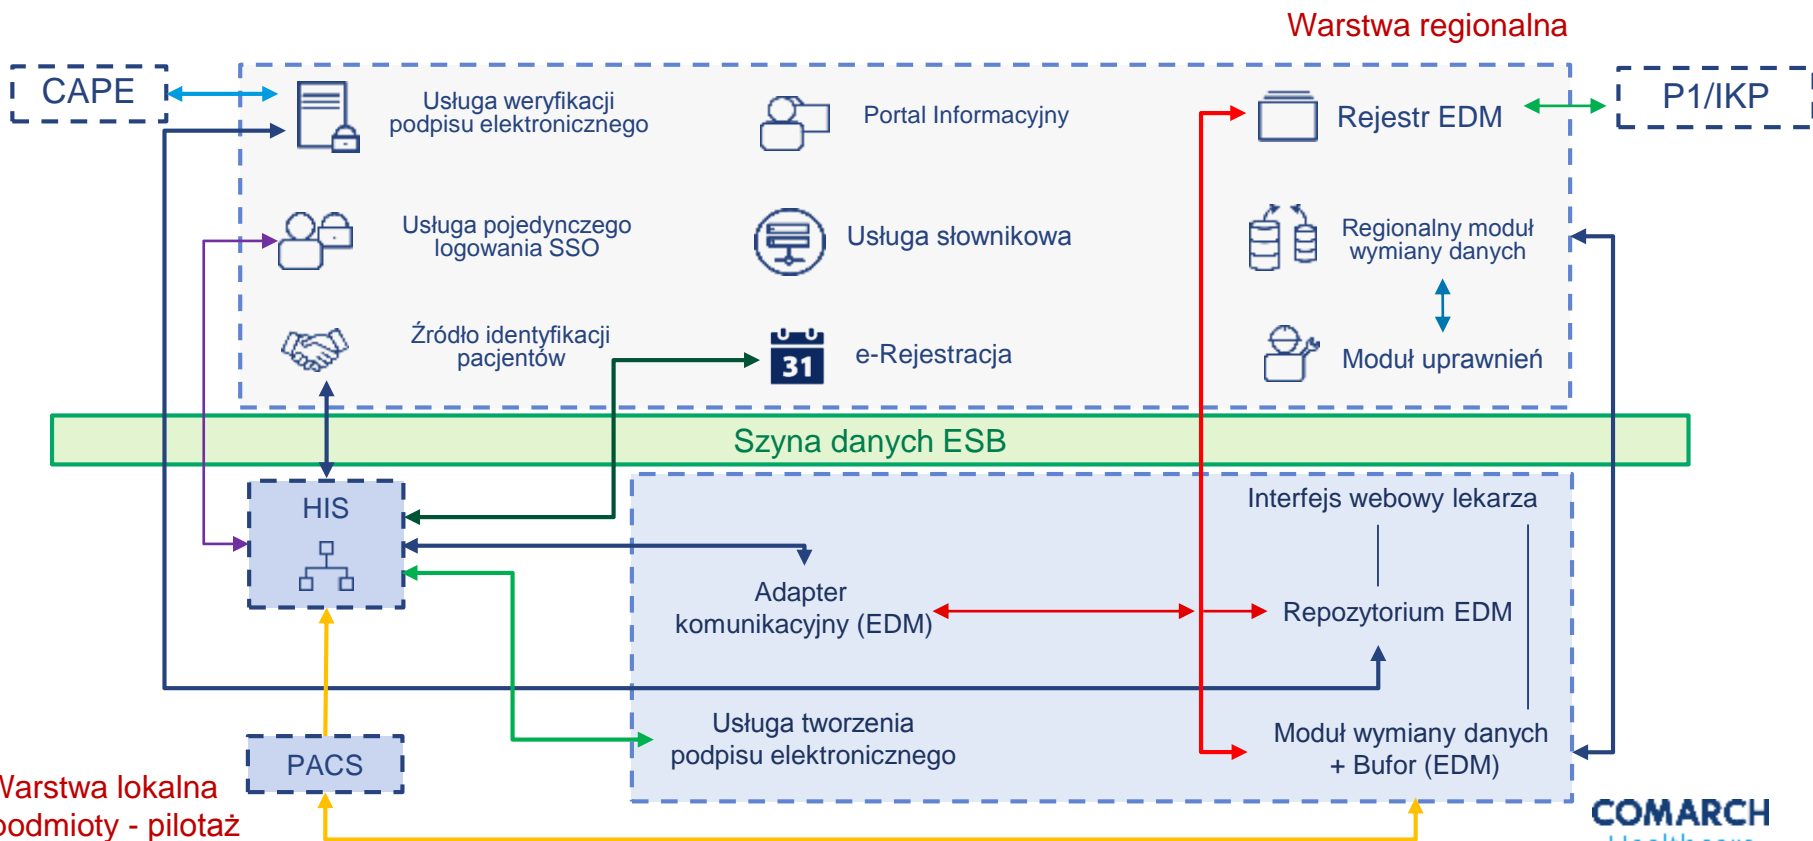 Warstwa regionalna
CAPE
Usługa weryfikacji
podpisu elektronicznego
Portal Informacyjny
Rejestr EDM
P1/IKP
Usługa pojedynczego
logowania SSO
Usługa słownikowa
Regionalny moduł
wymiany danych
Źródło identyfikacji
pacjentów
31
e-Rejestracja
Moduł uprawnień
Szyna danych ESB
HIS
Interfejs webowy lekarza
Adapter
komunikacyjny (EDM)
Repozytorium EDM
Usługa tworzenia
podpisu elektronicznego
Moduł wymiany danych
+ Bufor (EDM)
PACS
Warstwa lokalna
podmioty - pilotaż
COMARCH
Healthcare